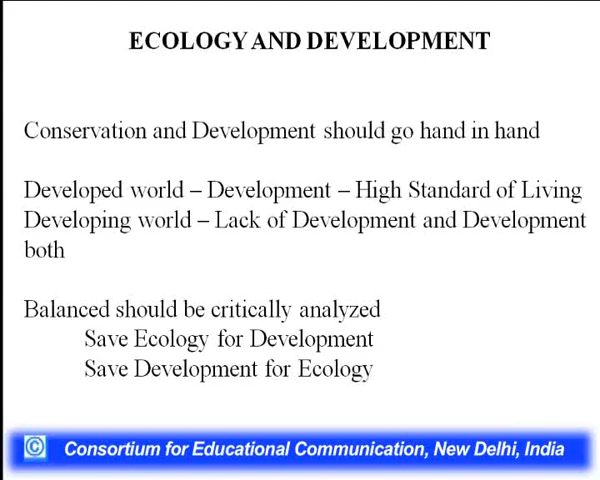 ECOLOGY AND DEVELOPMENT
Conservation and Development should go hand in hand
Developed world – Development – High Standard of Living
Developing world – Lack of Development and Development
both
Balanced should be critically analyzed
Save Ecology for Development
Save Development for Ecology
© Consortium for Educational Communication, New Delhi, India